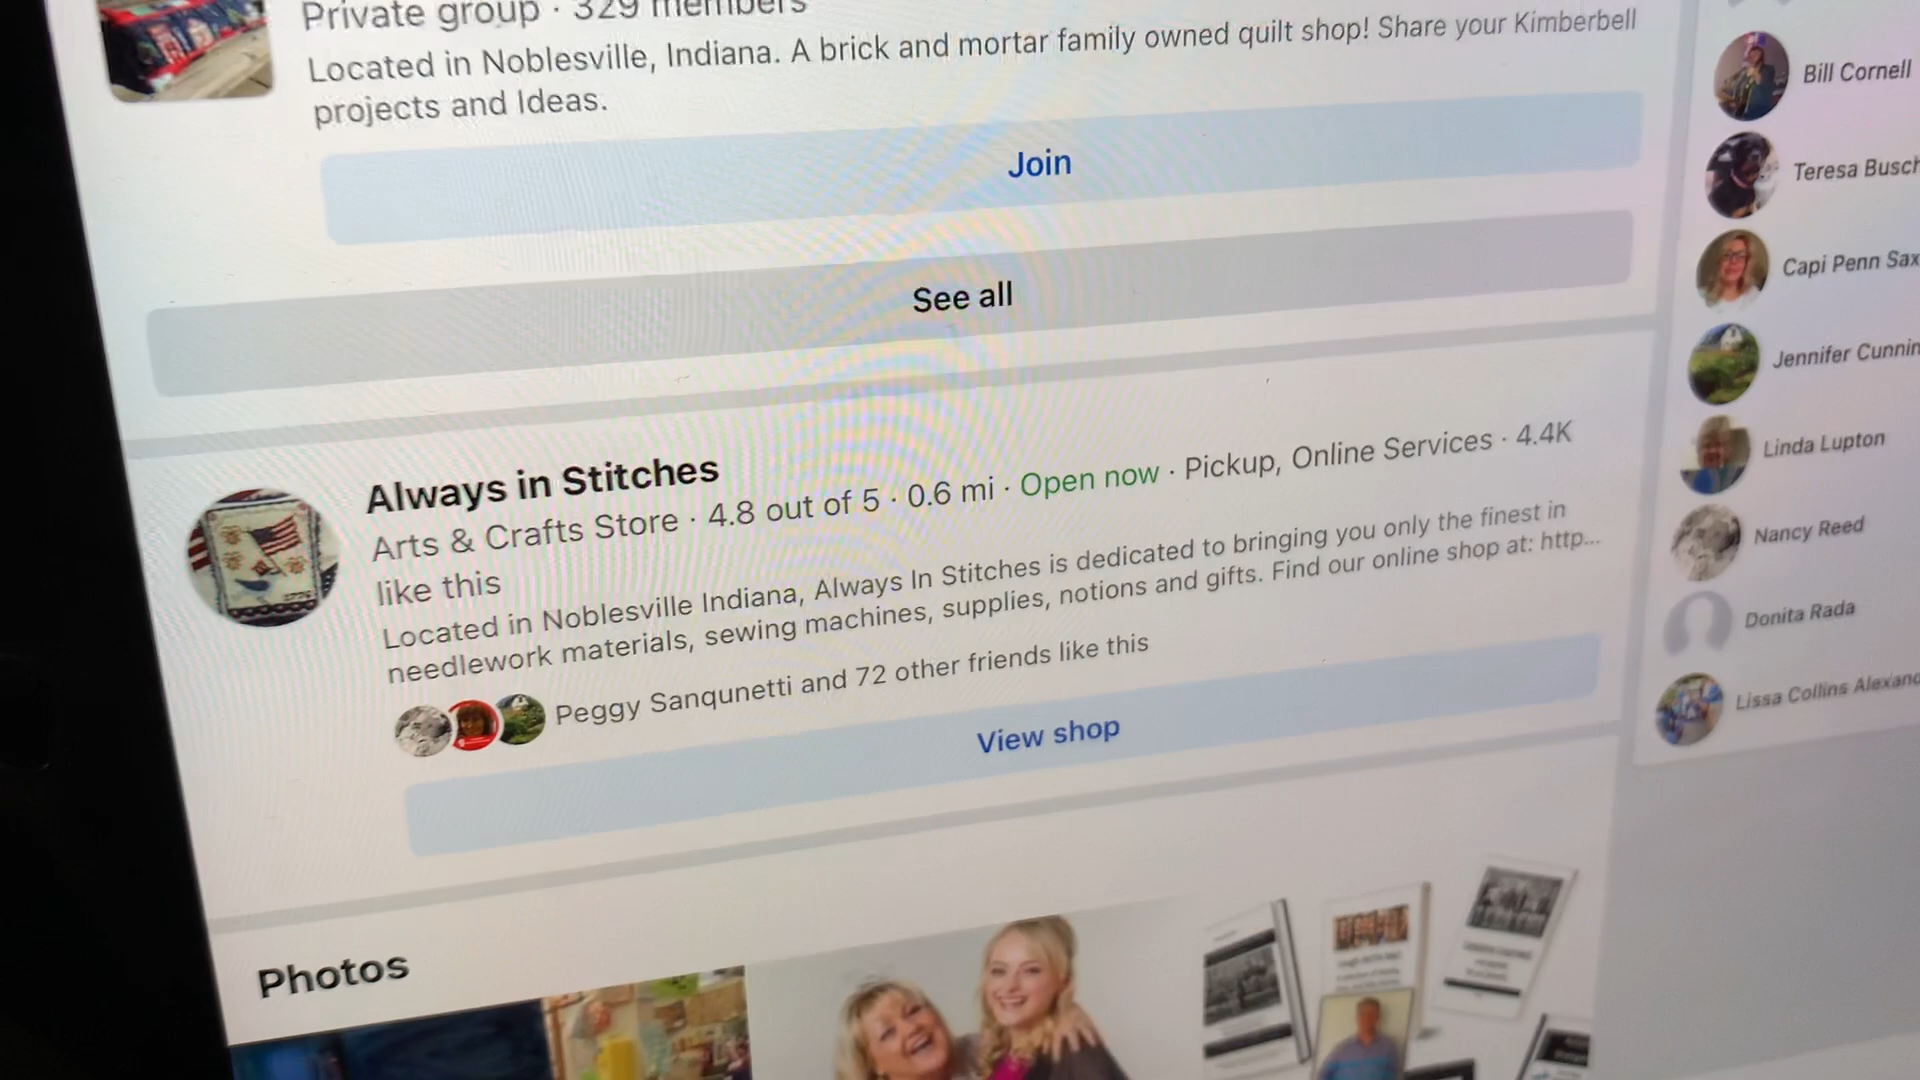 Private group · 329 members
Located in Noblesville, Indiana. A brick and mortar family owned quilt shop! Share your Kimberbell
projects and Ideas.
Join
See all
Always in Stitches
Arts & Crafts Store · 4.8 out of 5 · 0.6 mi · Open now · Pickup, Online Services · 4.4K
like this
Located in Noblesville Indiana, Always In Stitches is dedicated to bringing you only the finest in
needlework materials, sewing machines, supplies, notions and gifts. Find our online shop at: http...
Peggy Sanqunetti and 72 other friends like this
View shop
Photos
Bill Cornell
Teresa Busch
Capi Penn Sax
Jennifer Cunnin
Linda Lupton
Nancy Reed
Donita Rada
Lissa Collins Alexand